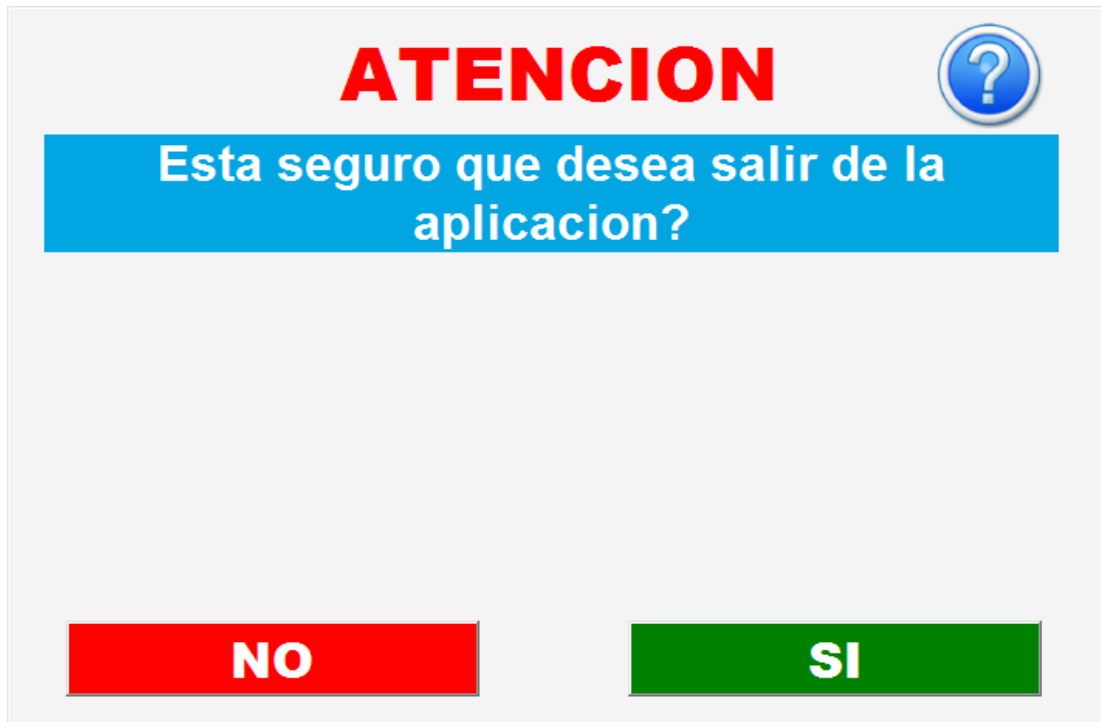 ATENCION
Esta seguro que desea salir de la
aplicacion?
NO
SI